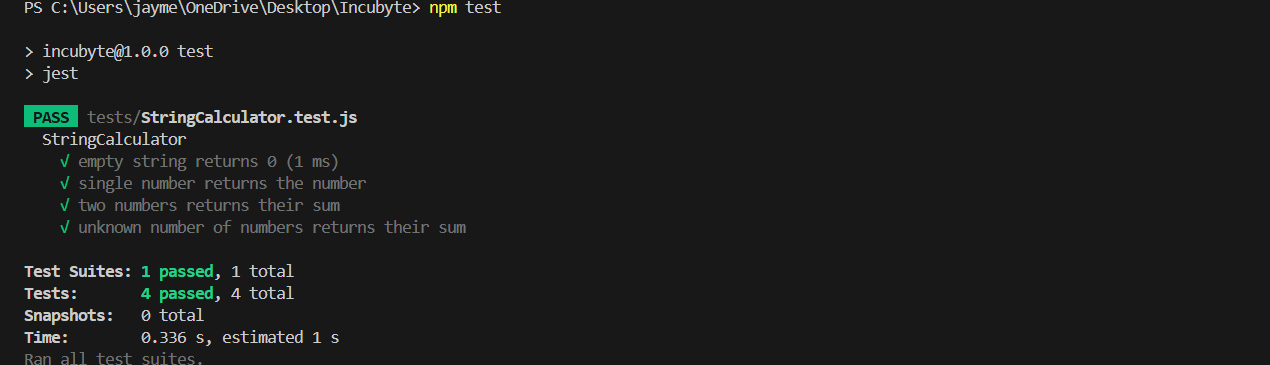 PS C:\Users\jayme\OneDrive\Desktop\Incubyte> npm test
> incubyte@1.0.0 test
> jest
PASS tests/StringCalculator.test.js
StringCalculator
√ empty string returns 0 (1 ms)
√ single number returns the number
√ two numbers returns their sum
√ unknown number of numbers returns their sum
Test Suites: 1 passed, 1 total
Tests: 4 passed, 4 total
Snapshots: 0 total
Time: 0.336 s, estimated 1 s
Ran all test suites.